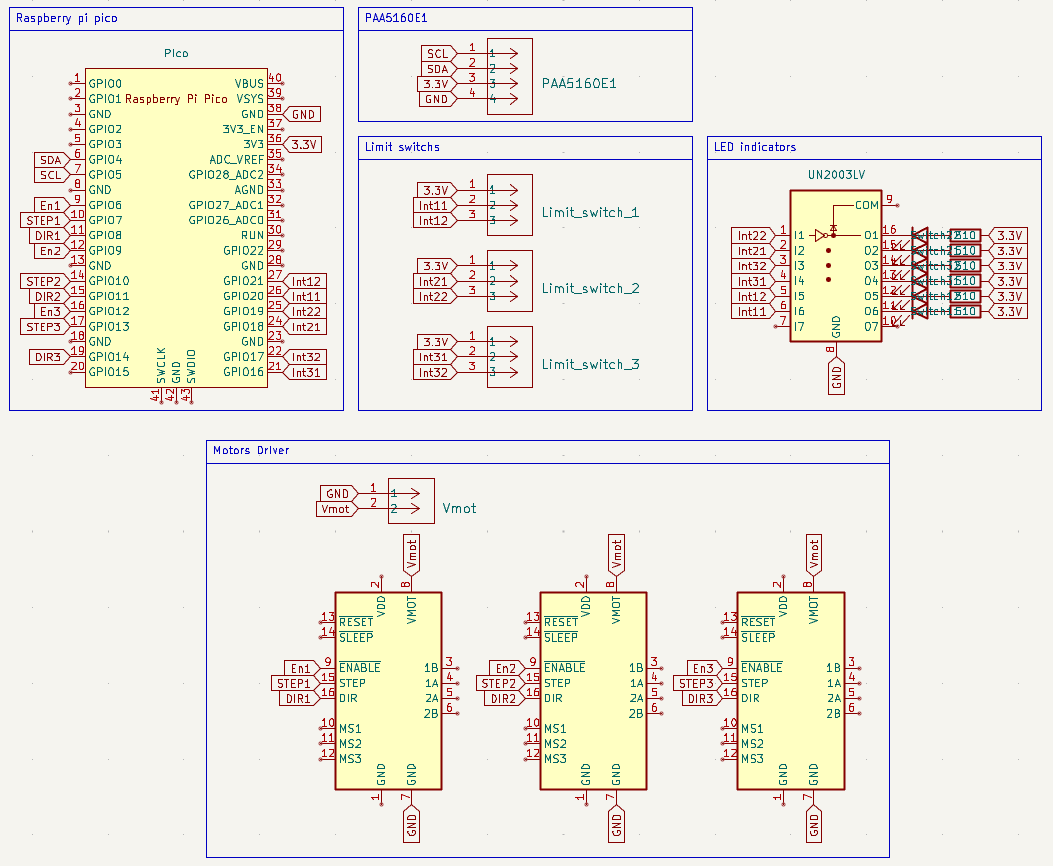 Raspberry pi pico
Pico
Raspberry Pi Pico
1 GPIO0 VBUS 40
2 GPIO1 VSYS 39
3 GND GND 38 GND
4 GPIO2 3V3_EN 37
5 GPIO3 3V3 36 3.3V
SDA 6 GPIO4 ADC_VREF 35
SCL 7 GPIO5 GPIO28_ADC2 34
8 GND AGND 33
En1 9 GPIO6 GPIO27_ADC1 32
STEP1 10 GPIO7 GPIO26_ADC0 31
DIR1 11 GPIO8 RUN 30
En2 12 GPIO9 GPIO22 29
13 GND GND 28
STEP2 14 GPIO10 GPIO21 27 Int12
DIR2 15 GPIO11 GPIO20 26 Int11
En3 16 GPIO12 GPIO19 25 Int22
STEP3 17 GPIO13 GPIO18 24 Int21
18 GND GND 23
DIR3 19 GPIO14 GPIO17 22 Int32
20 GPIO15 GPIO16 21 Int31
SWCLK GND SWDIO
41 42 43
PAA5160E1
SCL 1 1
SDA 2 2
3.3V 3 3
GND 4 4
PAA5160E1
Limit switchs
3.3V 1 1
Int11 2 2
Int12 3 3
Limit_switch_1
3.3V 1 1
Int21 2 2
Int22 3 3
Limit_switch_2
3.3V 1 1
Int31 2 2
Int32 3 3
Limit_switch_3
LED indicators
UN2003LV
COM 9
Int22 1 I1 O1 16 510 3.3V
Int21 2 I2 O2 15 510 3.3V
Int32 3 I3 O3 14 510 3.3V
Int31 4 I4 O4 13 510 3.3V
Int12 5 I5 O5 12 510 3.3V
Int11 6 I6 O6 11 510 3.3V
7 I7 O7 10
GND
8
GND
Motors Driver
GND 1 1
Vmot 2 2
Vmot
Vmot Vmot Vmot
2 8 2 8 2 8
VDD VMOT VDD VMOT VDD VMOT
13 RESET 13 RESET 13 RESET
14 SLEEP 14 SLEEP 14 SLEEP
En1 9 ENABLE 1B 3 En2 9 ENABLE 1B 3 En3 9 ENABLE 1B 3
STEP1 15 STEP 1A 4 STEP2 15 STEP 1A 4 STEP3 15 STEP 1A 4
DIR1 16 DIR 2A 5 DIR2 16 DIR 2A 5 DIR3 16 DIR 2A 5
2B 6 2B 6 2B 6
10 MS1 10 MS1 10 MS1
11 MS2 11 MS2 11 MS2
12 MS3 12 MS3 12 MS3
GND GND GND GND GND GND
1 7 1 7 1 7
GND GND GND